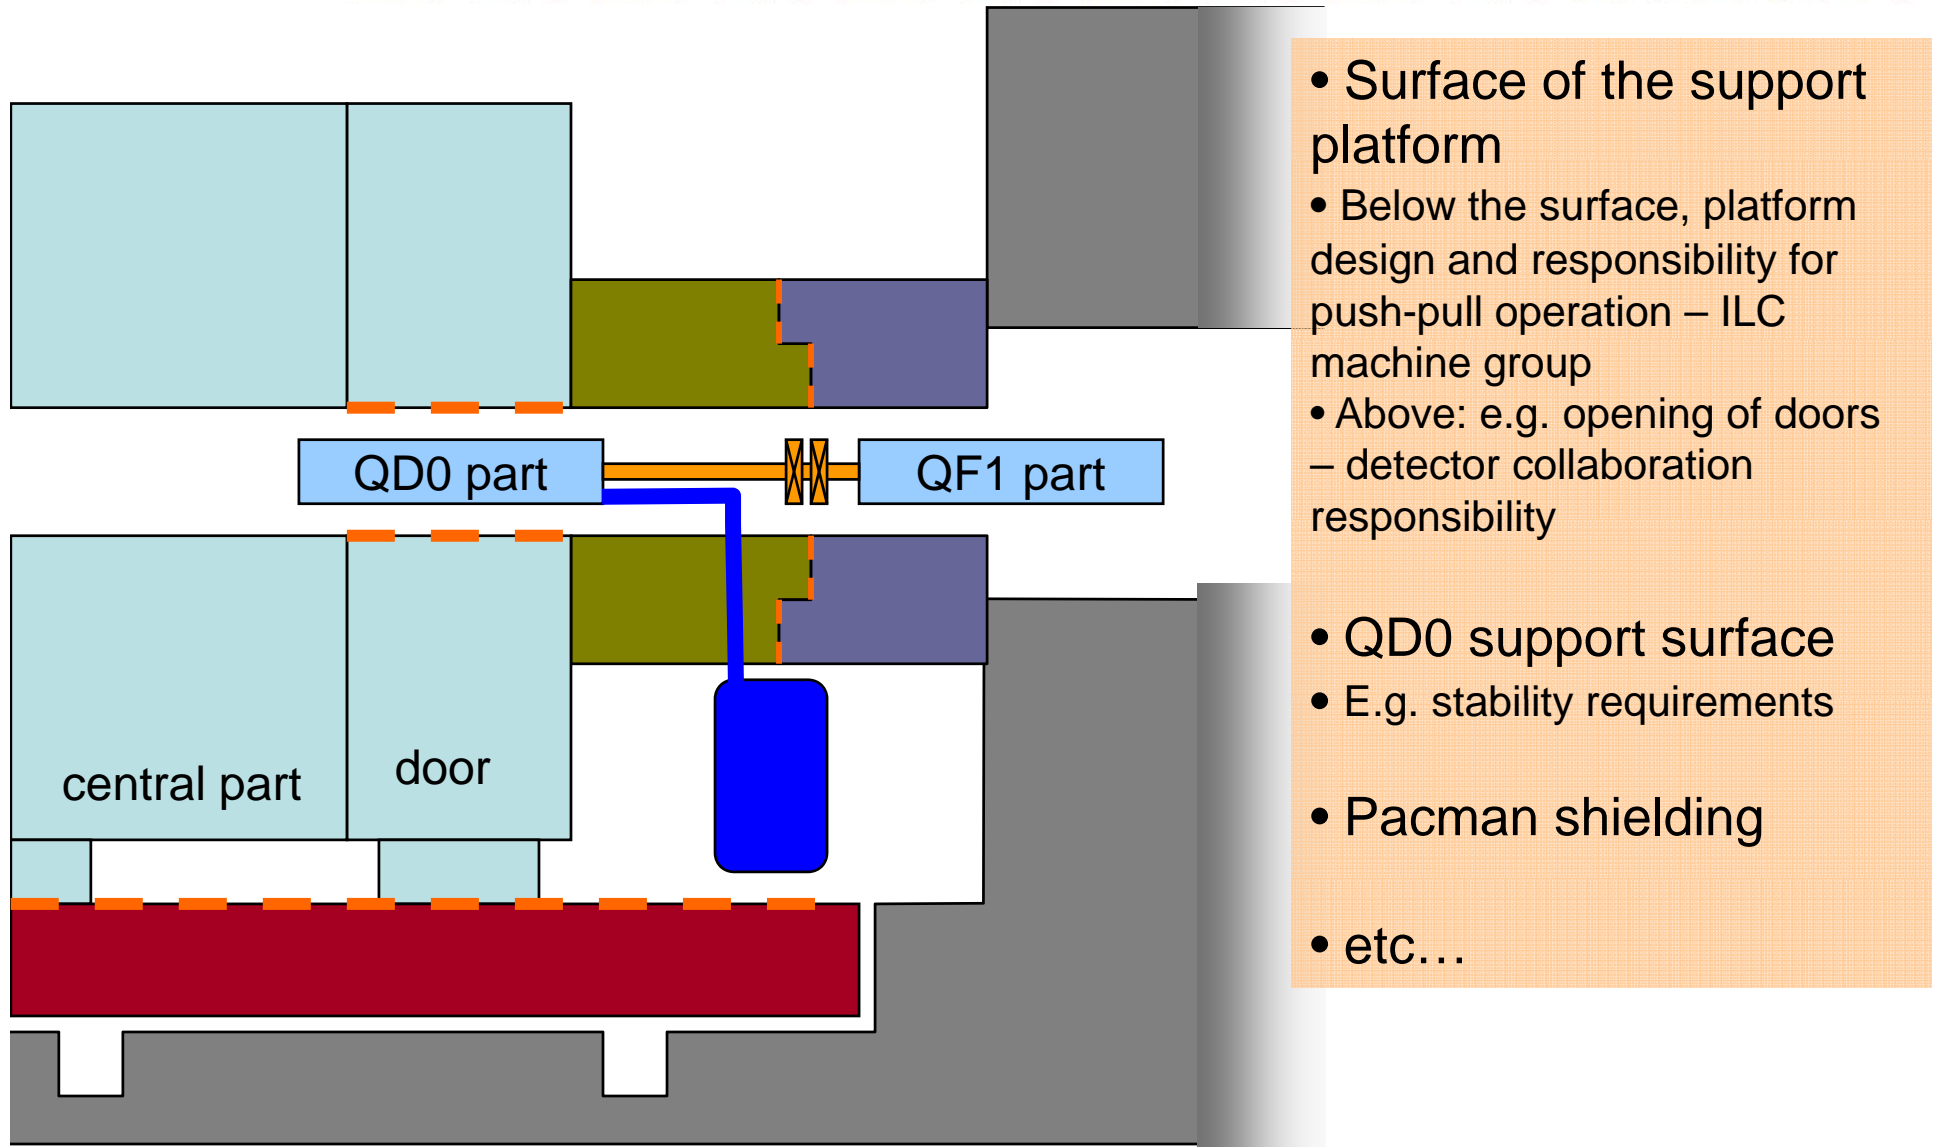 QD0 part
QF1 part
central part
door
• Surface of the support
platform
• Below the surface, platform
design and responsibility for
push-pull operation – ILC
machine group
• Above: e.g. opening of doors
– detector collaboration
responsibility
• QD0 support surface
• E.g. stability requirements
• Pacman shielding
• etc…